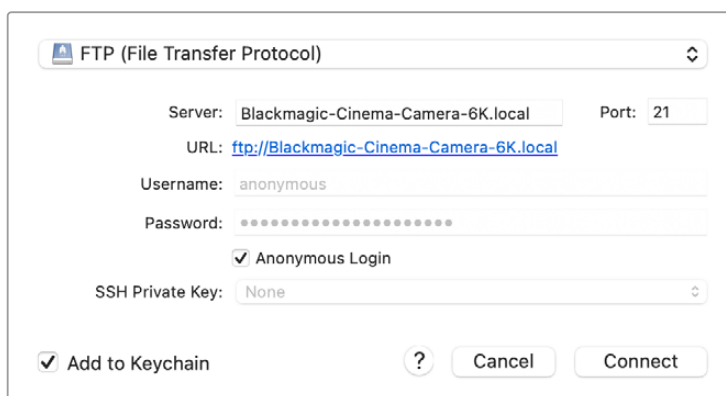 FTP (File Transfer Protocol)
Server: Blackmagic-Cinema-Camera-6K.local Port: 21
URL: ftp://Blackmagic-Cinema-Camera-6K.local
Username: anonymous
Password: •••••••••••••••••••••
Anonymous Login
SSH Private Key: None
Add to Keychain ? Cancel Connect